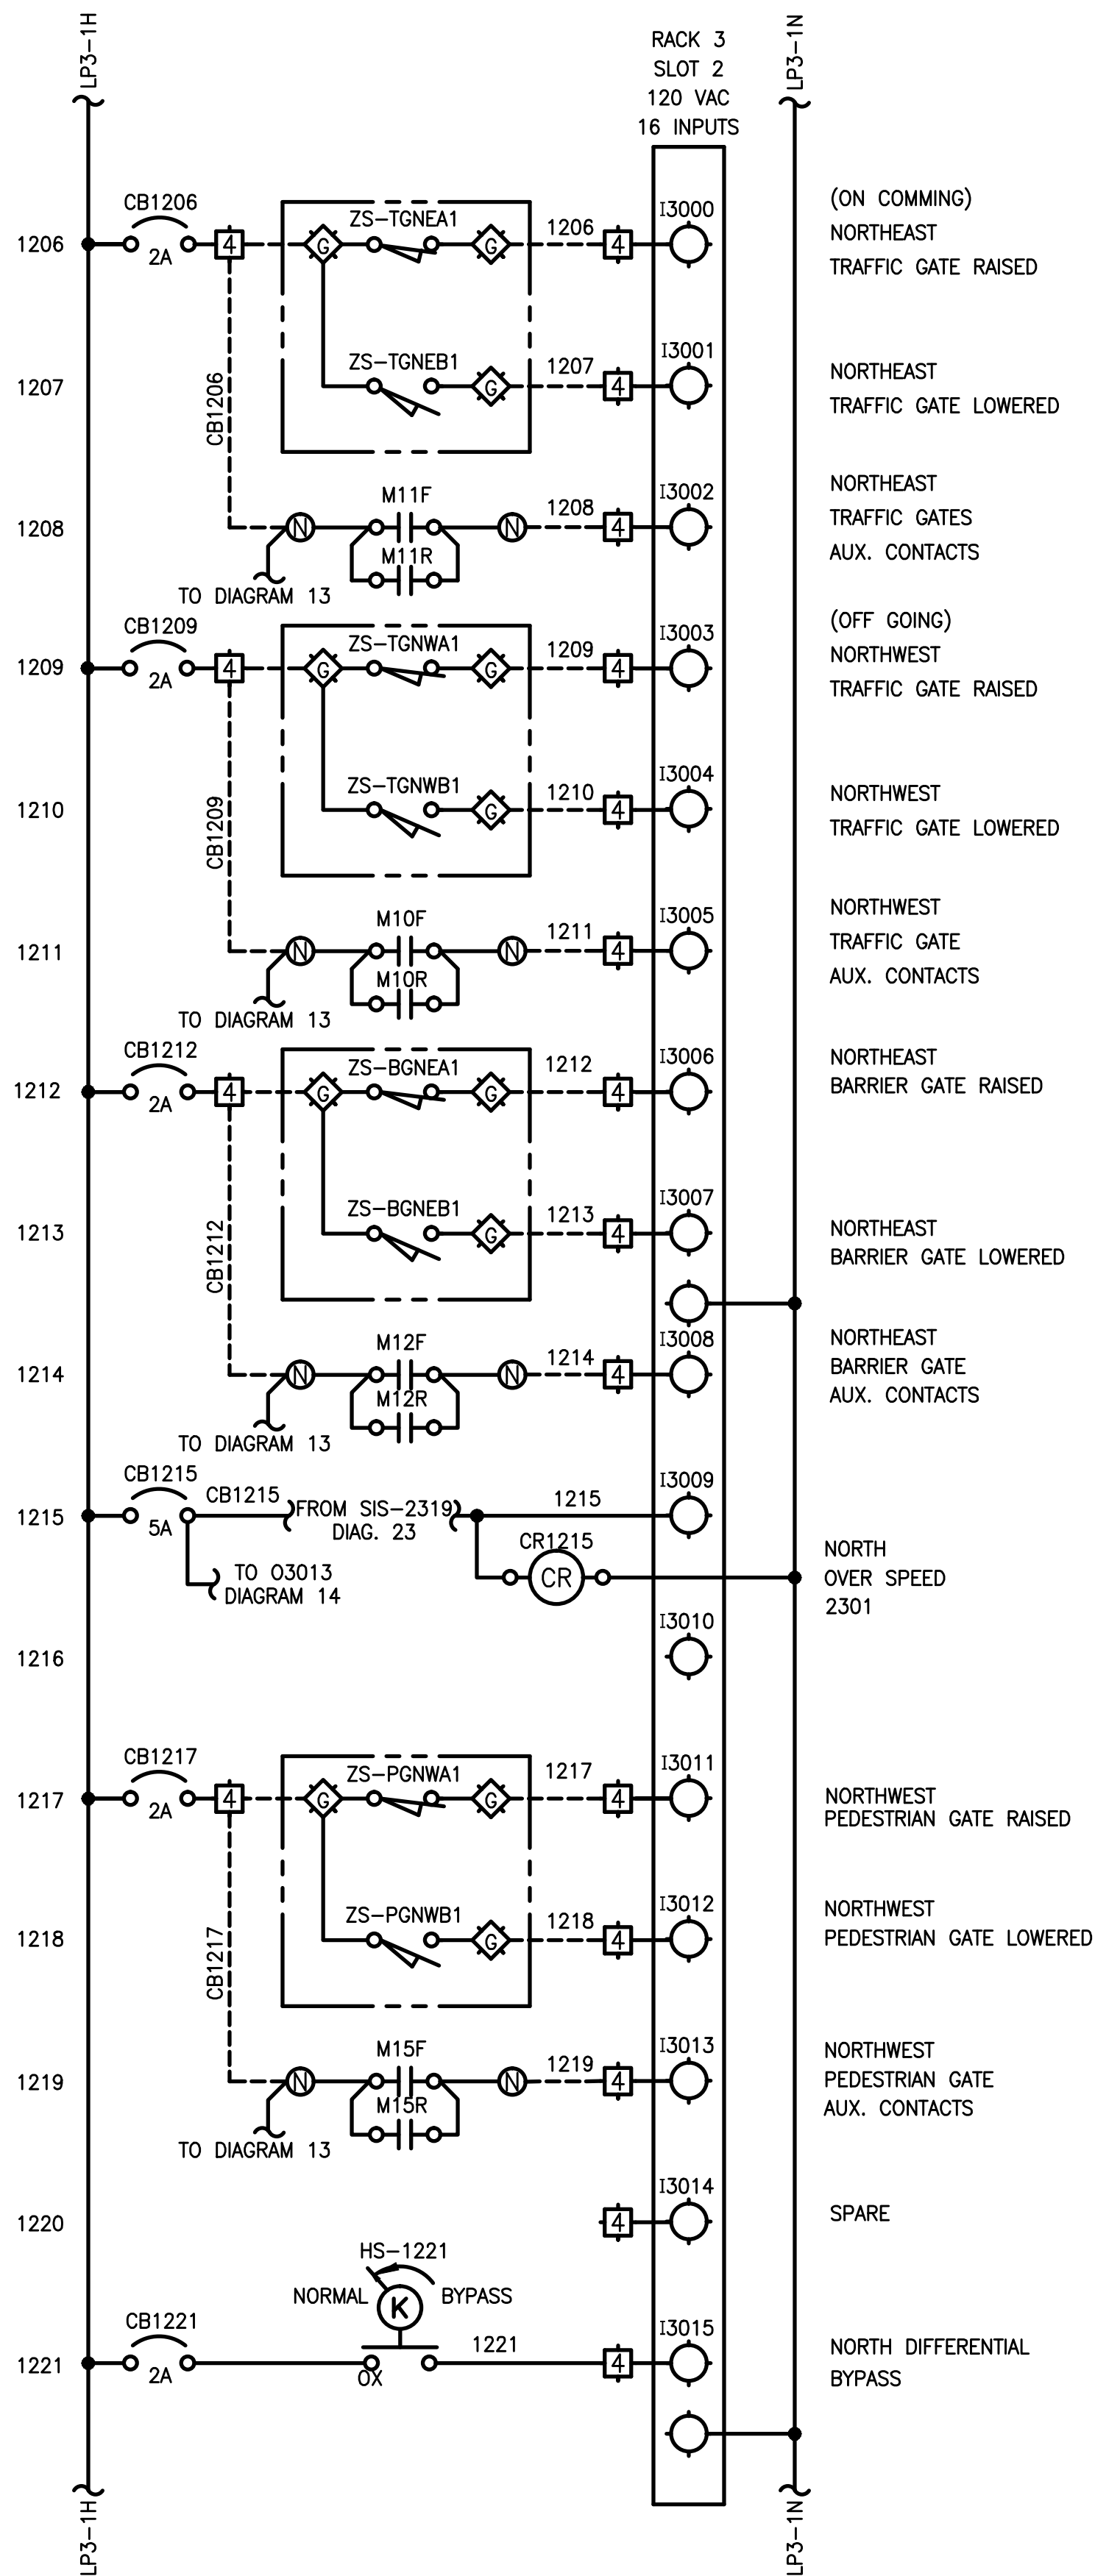 LP3-1H
LP3-1N
RACK 3
SLOT 2
120 VAC
16 INPUTS
CB1206
ZS-TGNEA1
1206
I3000
(ON COMMING)
1206
2A
4
G
G
4
NORTHEAST
TRAFFIC GATE RAISED
CB1206
ZS-TGNEB1
1207
I3001
1207
G
4
NORTHEAST
TRAFFIC GATE LOWERED
M11F
1208
I3002
1208
N
N
4
NORTHEAST
TRAFFIC GATES
AUX. CONTACTS
M11R
TO DIAGRAM 13
CB1209
ZS-TGNWA1
1209
I3003
(OFF GOING)
1209
2A
4
G
G
4
NORTHWEST
TRAFFIC GATE RAISED
CB1209
ZS-TGNWB1
1210
I3004
1210
G
4
NORTHWEST
TRAFFIC GATE LOWERED
M10F
1211
I3005
1211
N
N
4
NORTHWEST
TRAFFIC GATE
AUX. CONTACTS
M10R
TO DIAGRAM 13
CB1212
ZS-BGNEA1
1212
I3006
1212
2A
4
G
G
4
NORTHEAST
BARRIER GATE RAISED
CB1212
ZS-BGNEB1
1213
I3007
1213
G
4
NORTHEAST
BARRIER GATE LOWERED
M12F
1214
I3008
1214
N
N
4
NORTHEAST
BARRIER GATE
AUX. CONTACTS
M12R
TO DIAGRAM 13
CB1215
CB1215
FROM SIS-2319
DIAG. 23
1215
I3009
1215
5A
TO O3013
DIAGRAM 14
CR1215
CR
NORTH
OVER SPEED
2301
I3010
1216
CB1217
ZS-PGNWA1
1217
I3011
1217
2A
4
G
G
4
NORTHWEST
PEDESTRIAN GATE RAISED
CB1217
ZS-PGNWB1
1218
I3012
1218
G
4
NORTHWEST
PEDESTRIAN GATE LOWERED
M15F
1219
I3013
1219
N
N
4
NORTHWEST
PEDESTRIAN GATE
AUX. CONTACTS
M15R
TO DIAGRAM 13
I3014
1220
4
SPARE
HS-1221
NORMAL
K
BYPASS
CB1221
1221
I3015
1221
2A
OX
4
NORTH DIFFERENTIAL
BYPASS
LP3-1H
LP3-1N